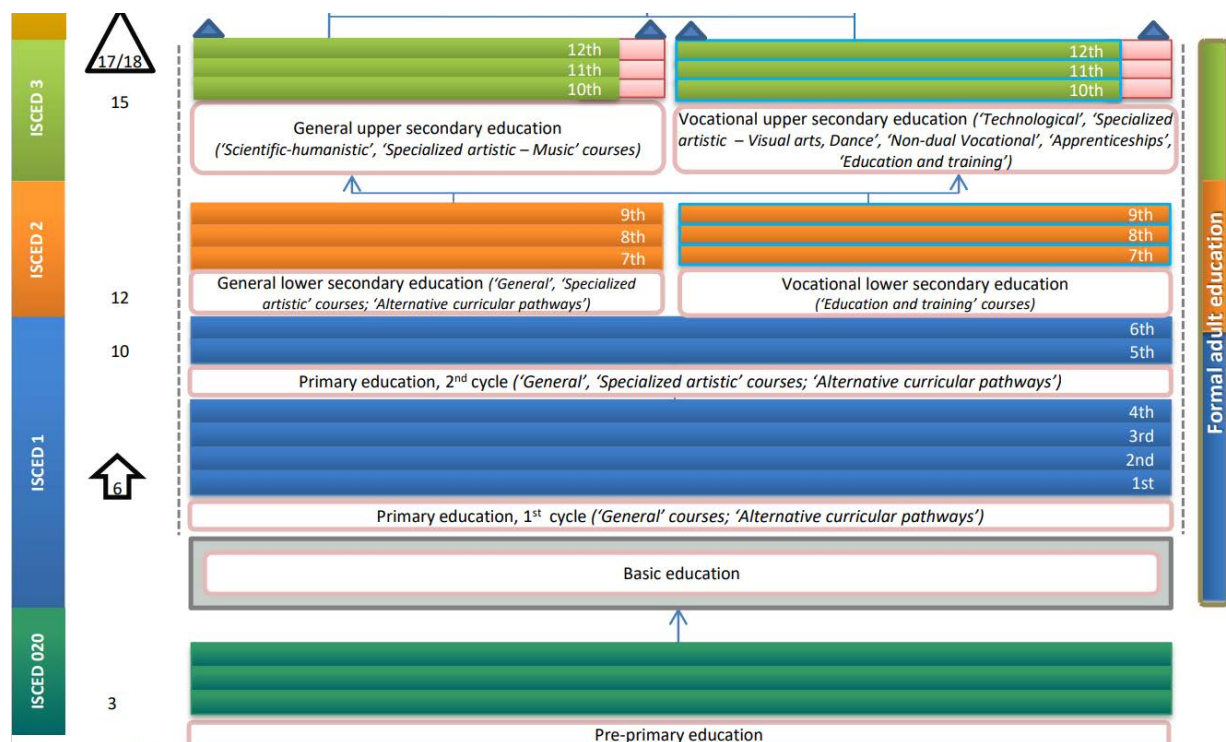 17/18
12th
11th
10th
12th
11th
10th
ISCED 3
15
General upper secondary education
('Scientific-humanistic', 'Specialized artistic – Music' courses)
Vocational upper secondary education ('Technological', 'Specialized
artistic – Visual arts, Dance', 'Non-dual Vocational', 'Apprenticeships',
'Education and training')
ISCED 2
9th
8th
7th
9th
8th
7th
General lower secondary education ('General', 'Specialized
artistic' courses; 'Alternative curricular pathways')
Vocational lower secondary education
('Education and training' courses)
12
Formal adult education
6th
5th
10
Primary education, 2nd cycle ('General', 'Specialized artistic' courses; 'Alternative curricular pathways')
ISCED 1
4th
3rd
2nd
1st
6
Primary education, 1st cycle ('General' courses; 'Alternative curricular pathways')
Basic education
ISCED 020
3
Pre-primary education